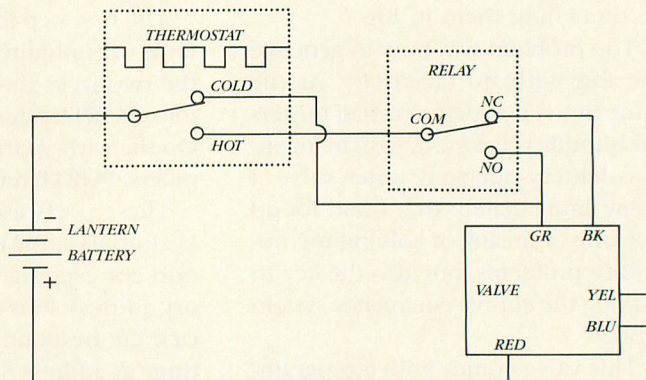 THERMOSTAT
COLD
HOT
RELAY
COM
NC
NO
–
LANTERN
BATTERY
+
GR
BK
VALVE
YEL
BLU
RED